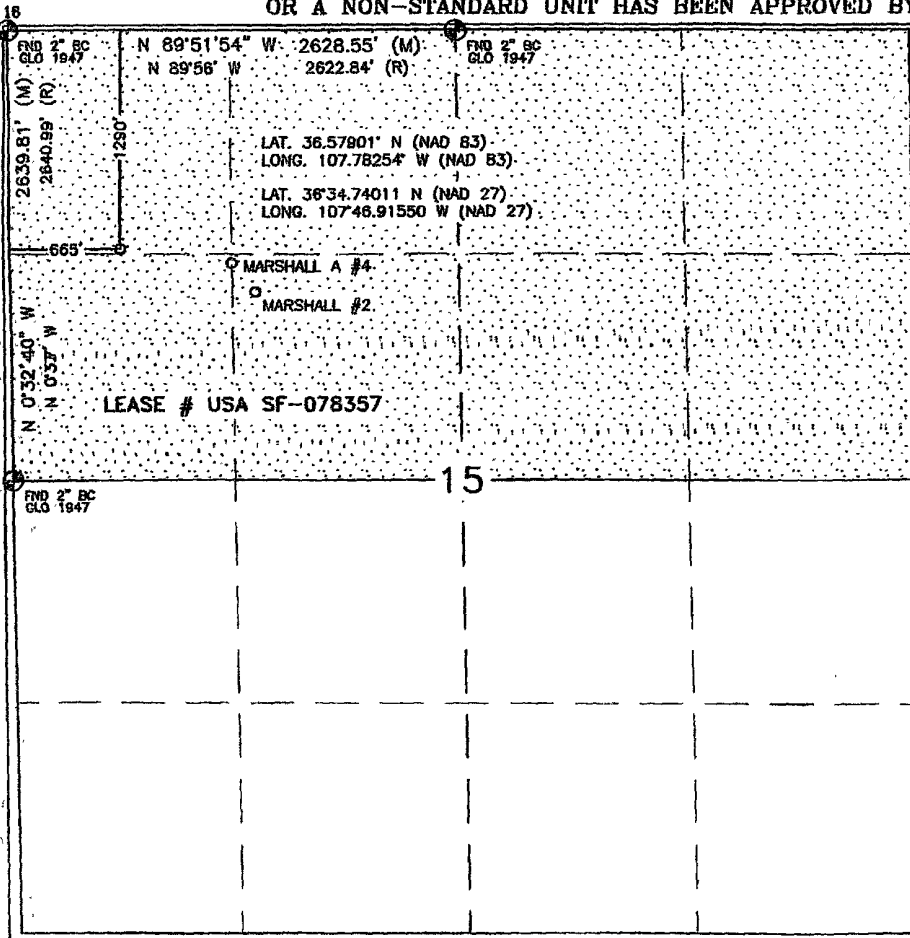 OR A NON-STANDARD UNIT HAS BEEN APPROVED BY
16
FND 2" BC
GLO 1947
N 89°51'54" W 2628.55' (M)
N 89°56' W 2622.84' (R)
FND 2" BC
GLO 1947
2639.81' (M)
2640.99' (R)
1290'
LAT. 36.57901° N (NAD 83)
LONG. 107.78254° W (NAD 83)
LAT. 36°34.74011 N (NAD 27)
LONG. 107°46.91550 W (NAD 27)
665'
MARSHALL A #4
MARSHALL #2
N 0°32'40" W
N 0°37' W
LEASE # USA SF-078357
15
FND 2" BC
GLO 1947